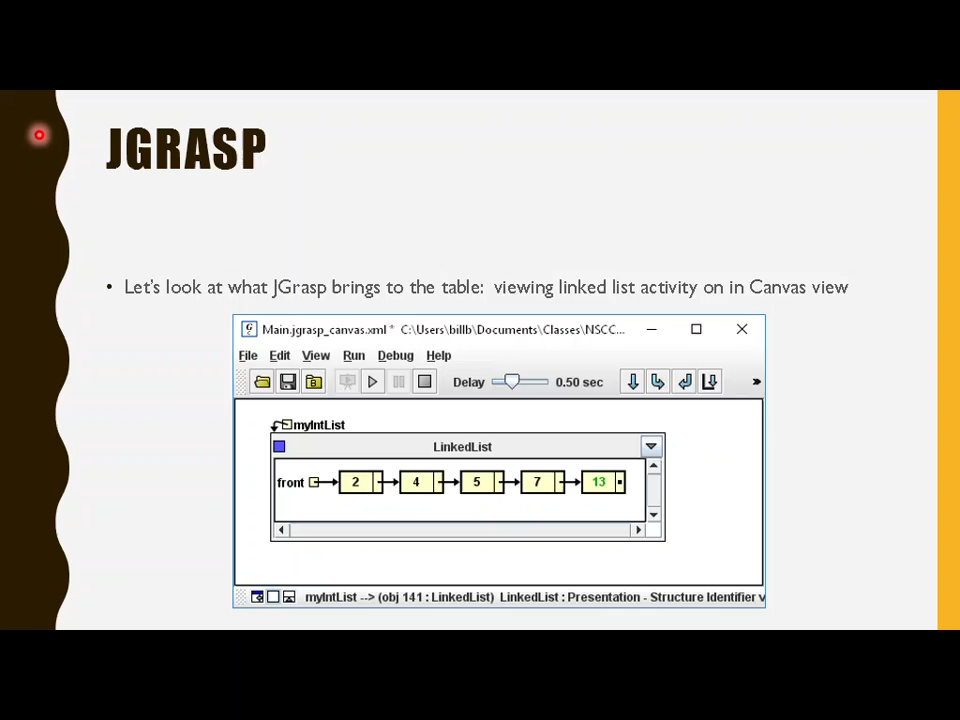 JGRASP
• Let's look at what JGrasp brings to the table: viewing linked list activity on in Canvas view
Main.jgrasp_canvas.xml * C:\Users\billb\Documents\Classes\NSCC...
File Edit View Run Debug Help
Delay 0.50 sec »
myIntList
LinkedList
front 2 4 5 7 13
myIntList --> (obj 141 : LinkedList) LinkedList : Presentation - Structure Identifier v